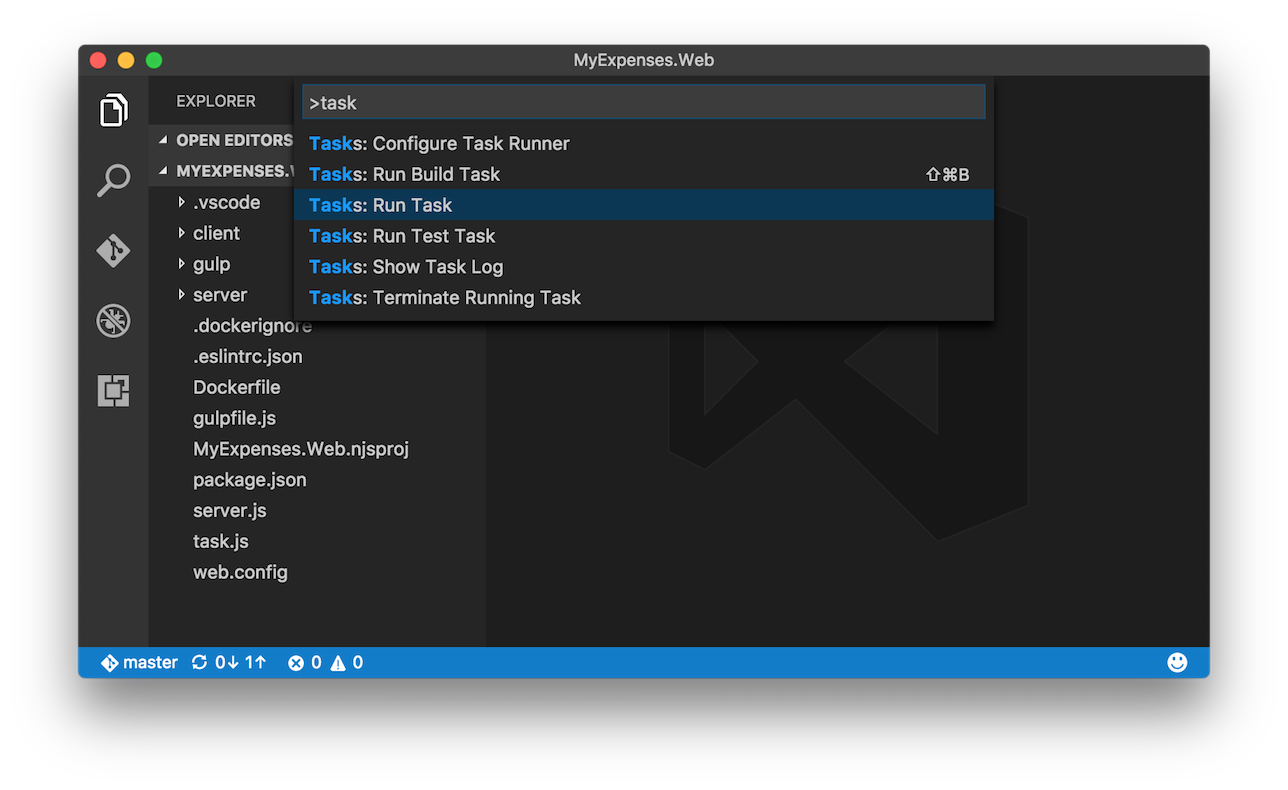 MyExpenses.Web
EXPLORER
>task
OPEN EDITORS
MYEXPENSES.
Tasks: Configure Task Runner
Tasks: Run Build Task ⇧⌘B
Tasks: Run Task
Tasks: Run Test Task
Tasks: Show Task Log
Tasks: Terminate Running Task
.vscode
client
gulp
server
.dockerignore
.eslintrc.json
Dockerfile
gulpfile.js
MyExpenses.Web.njsproj
package.json
server.js
task.js
web.config
master 0↓ 1↑ 0 0